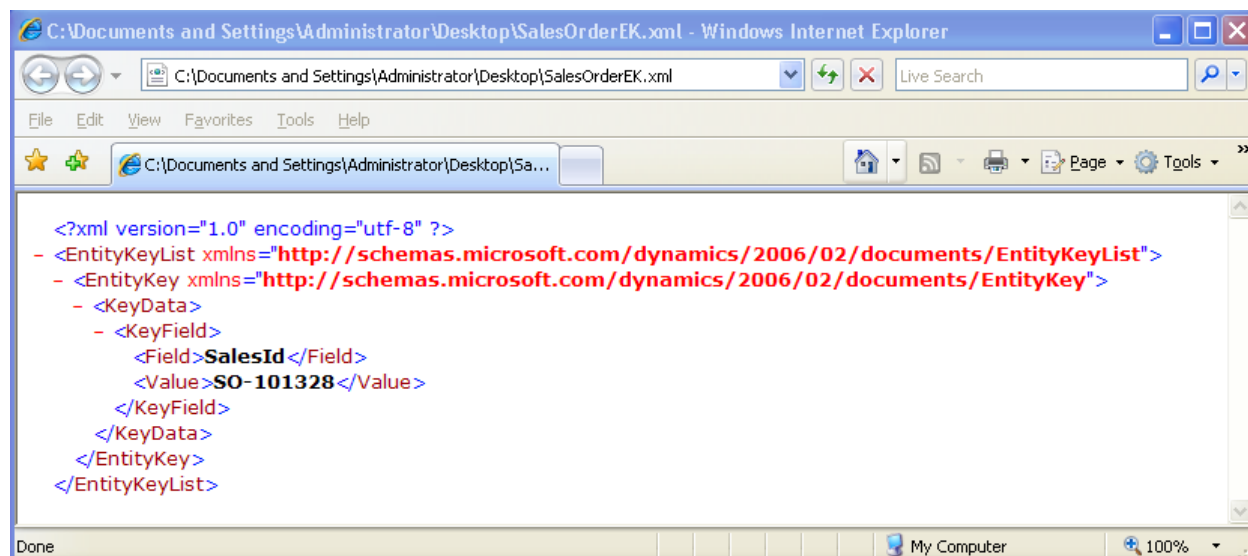 C:\Documents and Settings\Administrator\Desktop\SalesOrderEK.xml - Windows Internet Explorer
C:\Documents and Settings\Administrator\Desktop\SalesOrderEK.xml Live Search
File Edit View Favorites Tools Help
C:\Documents and Settings\Administrator\Desktop\Sa... Page Tools »
<?xml version="1.0" encoding="utf-8" ?>
- <EntityKeyList xmlns="http://schemas.microsoft.com/dynamics/2006/02/documents/EntityKeyList">
- <EntityKey xmlns="http://schemas.microsoft.com/dynamics/2006/02/documents/EntityKey">
- <KeyData>
- <KeyField>
<Field>SalesId</Field>
<Value>SO-101328</Value>
</KeyField>
</KeyData>
</EntityKey>
</EntityKeyList>
Done My Computer 100%